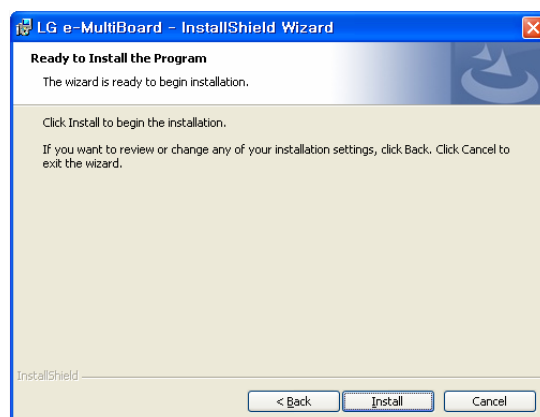 LG e-MultiBoard - InstallShield Wizard
Ready to Install the Program
The wizard is ready to begin installation.
Click Install to begin the installation.
If you want to review or change any of your installation settings, click Back. Click Cancel to
exit the wizard.
InstallShield
< Back
Install
Cancel